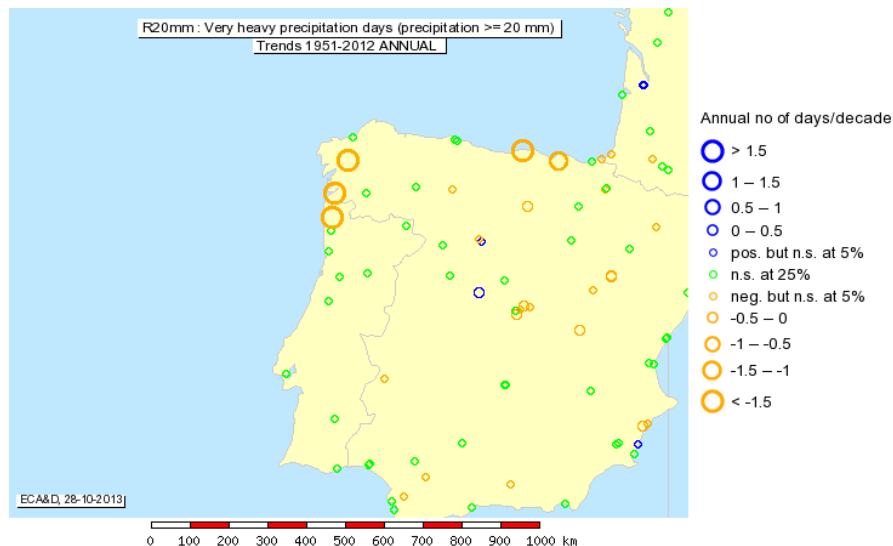 R20mm : Very heavy precipitation days (precipitation >= 20 mm)
Trends 1951-2012 ANNUAL
Annual no of days/decade
> 1.5
1 – 1.5
0.5 – 1
0 – 0.5
pos. but n.s. at 5%
n.s. at 25%
neg. but n.s. at 5%
-0.5 – 0
-1 – -0.5
-1.5 – -1
< -1.5
ECA&D, 28-10-2013
0 100 200 300 400 500 600 700 800 900 1000 km